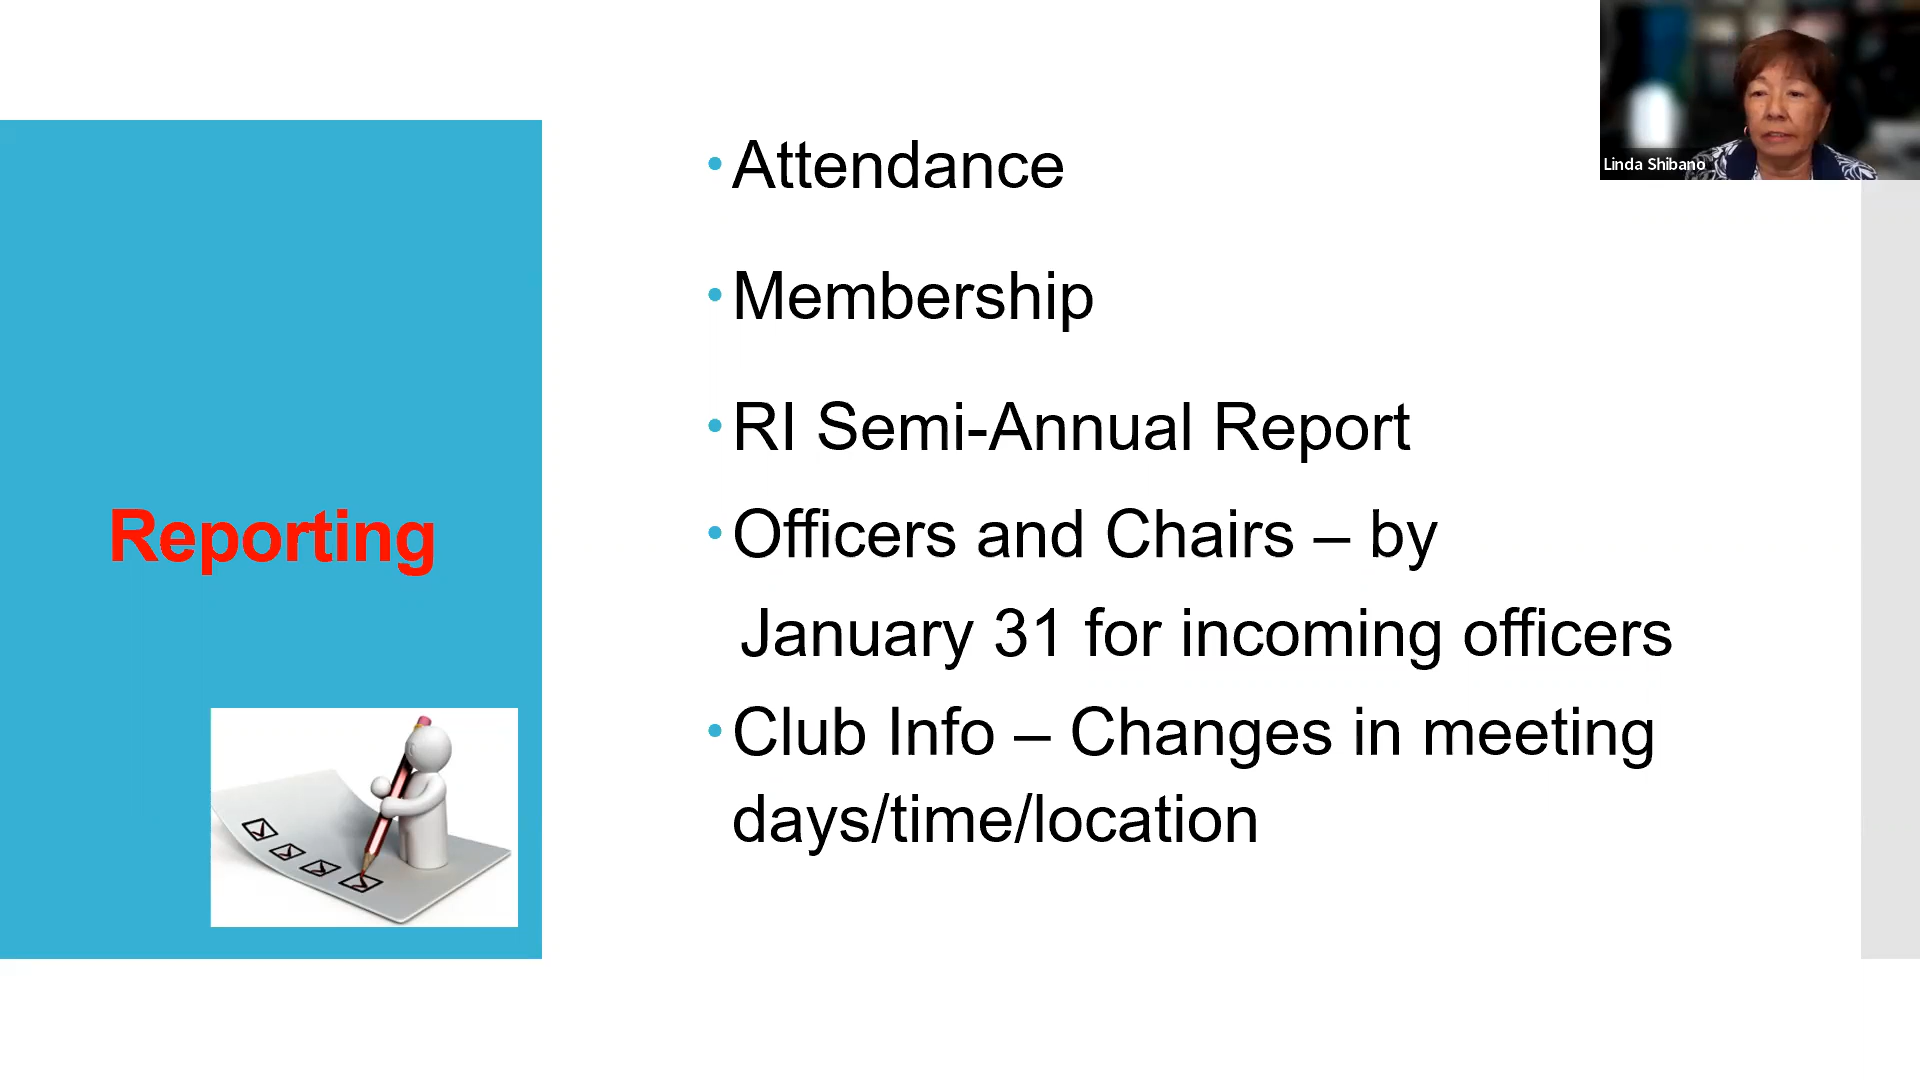 Linda Shibano
Reporting
• Attendance
• Membership
• RI Semi-Annual Report
• Officers and Chairs – by
January 31 for incoming officers
• Club Info – Changes in meeting
days/time/location